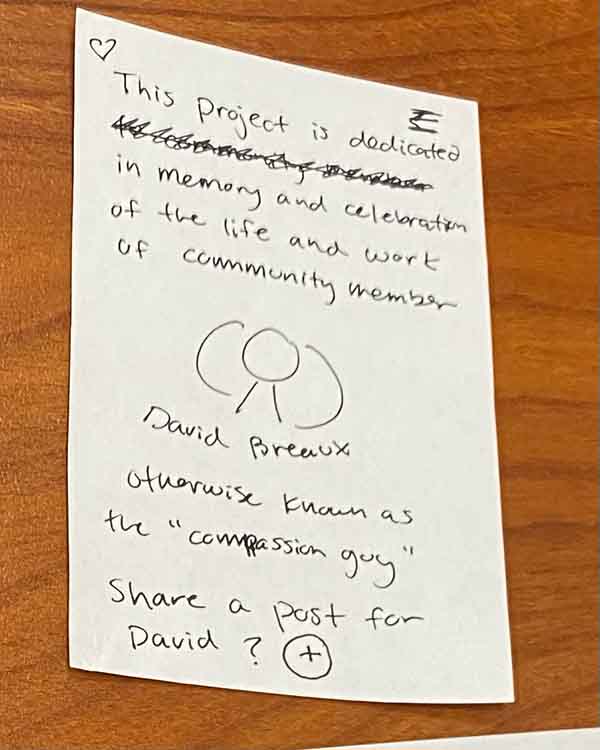 This project is dedicated
in memory and celebration
of the life and work
of community member
David Breaux
otherwise known as
the "compassion guy"
Share a post for
David? +